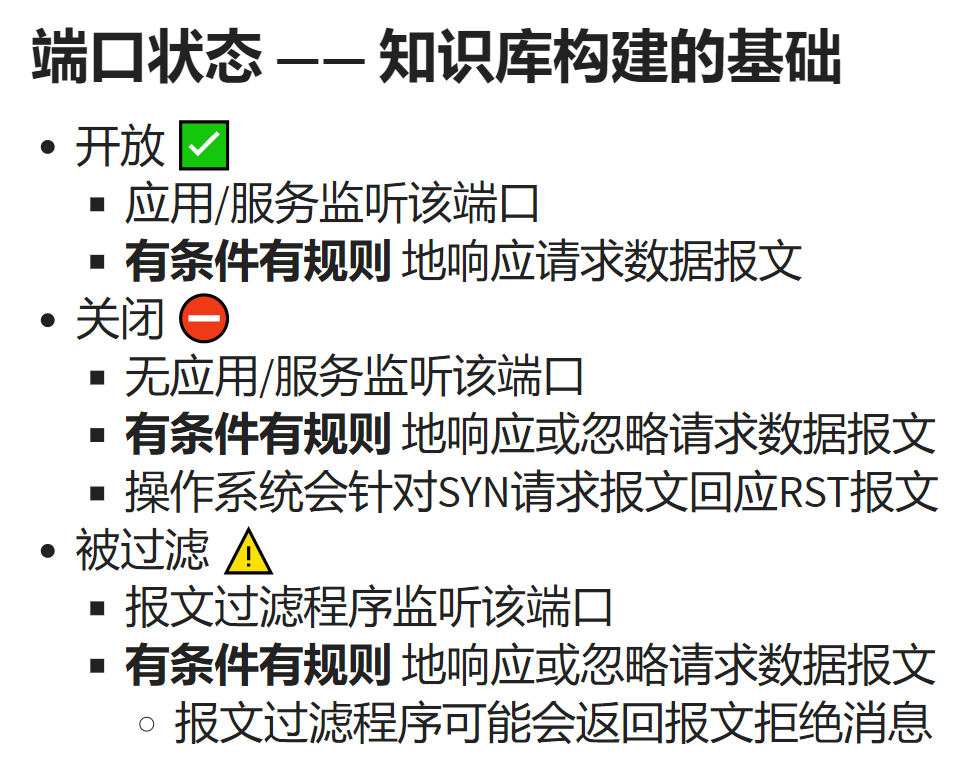 端口状态 —— 知识库构建的基础
开放 ✅
应用/服务监听该端口
有条件有规则 地响应请求数据报文
关闭 ⛔
无应用/服务监听该端口
有条件有规则 地响应或忽略请求数据报文
操作系统会针对SYN请求报文回应RST报文
被过滤 ⚠
报文过滤程序监听该端口
有条件有规则 地响应或忽略请求数据报文
报文过滤程序可能会返回报文拒绝消息